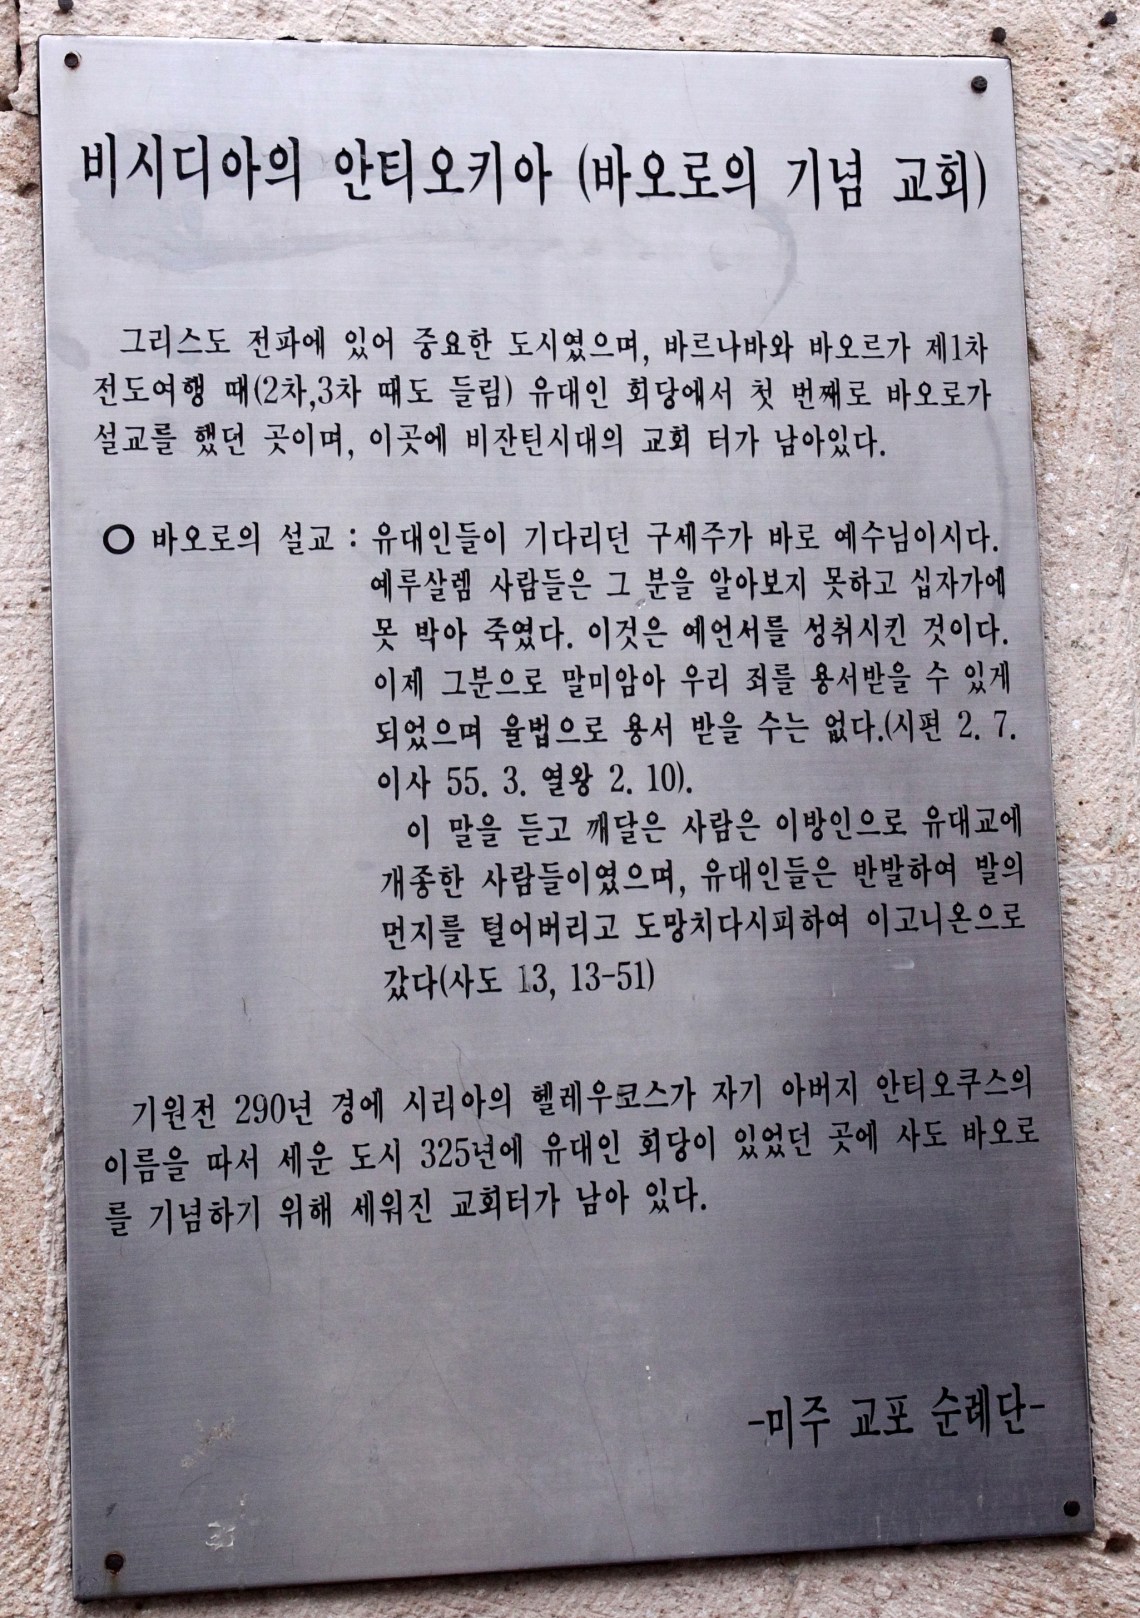 비시디아의 안티오키아 (바오로의 기념 교회)
그리스도 전파에 있어 중요한 도시였으며, 바르나바와 바오르가 제1차
전도여행 때(2차,3차 때도 들림) 유대인 회당에서 첫 번째로 바오로가
설교를 했던 곳이며, 이곳에 비잔틴시대의 교회 터가 남아있다.
○ 바오로의 설교 : 유대인들이 기다리던 구세주가 바로 예수님이시다.
예루살렘 사람들은 그 분을 알아보지 못하고 십자가에
못 박아 죽였다. 이것은 예언서를 성취시킨 것이다.
이제 그분으로 말미암아 우리 죄를 용서받을 수 있게
되었으며 율법으로 용서 받을 수는 없다.(시편 2. 7.
이사 55. 3. 열왕 2. 10).
이 말을 듣고 깨달은 사람은 이방인으로 유대교에
개종한 사람들이였으며, 유대인들은 반발하여 발의
먼지를 털어버리고 도망치다시피하여 이고니온으로
갔다(사도 13, 13-51)
기원전 290년 경에 시리아의 헬레우코스가 자기 아버지 안티오쿠스의
이름을 따서 세운 도시 325년에 유대인 회당이 있었던 곳에 사도 바오로
를 기념하기 위해 세워진 교회터가 남아 있다.
-미주 교포 순례단-